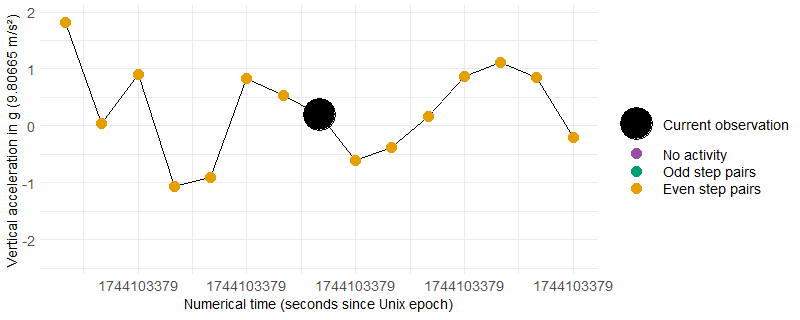 Vertical acceleration in g (9.80665 m/s²)
2
1
0
-1
-2
1744103379 1744103379 1744103379 1744103379 1744103379
Numerical time (seconds since Unix epoch)
Current observation
No activity
Odd step pairs
Even step pairs